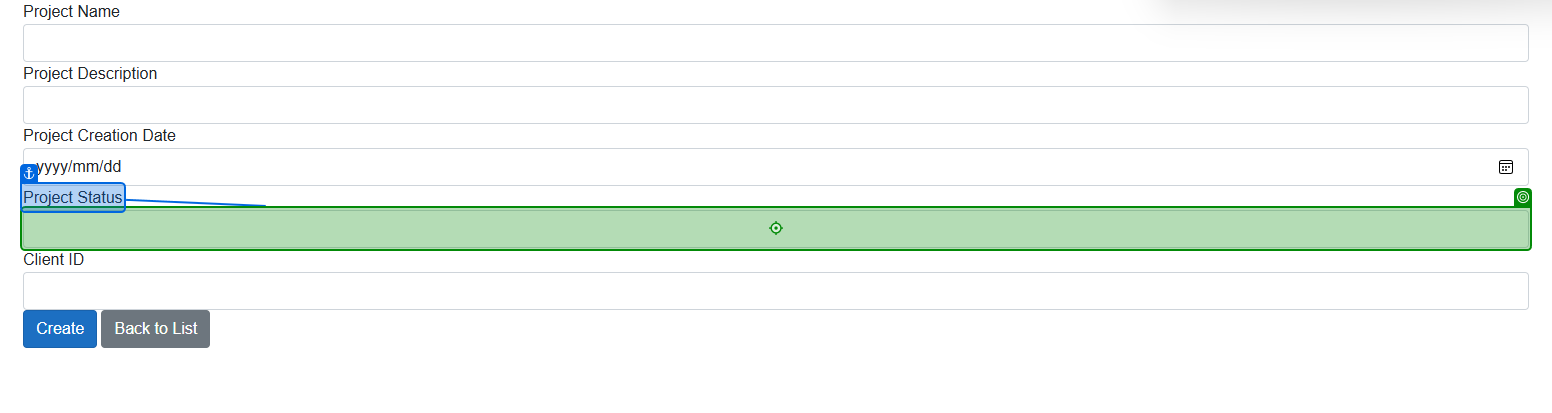 Project Name
Project Description
Project Creation Date
yyyy/mm/dd
Project Status
Client ID
Create Back to List